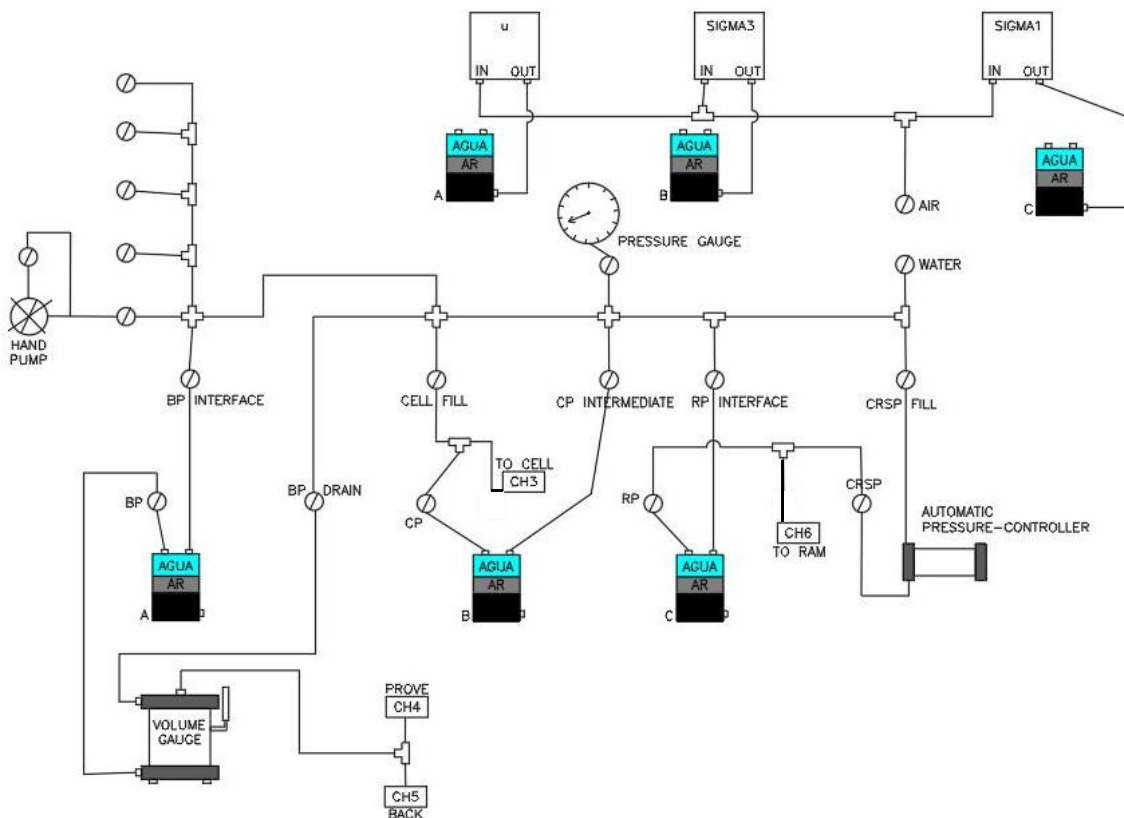 u
SIGMA3
SIGMA1
IN OUT
IN OUT
IN OUT
AGUA
AR
A
AGUA
AR
B
AGUA
AR
C
AIR
PRESSURE GAUGE
WATER
HAND
PUMP
BP INTERFACE
CELL FILL
CP INTERMEDIATE
RP INTERFACE
CRSP FILL
TO CELL
CH3
BP
BP DRAIN
CP
RP
CRSP
CH6
TO RAM
AUTOMATIC
PRESSURE-CONTROLLER
AGUA
AR
A
AGUA
AR
B
AGUA
AR
C
PROVE
CH4
VOLUME
GAUGE
CH5
BACK